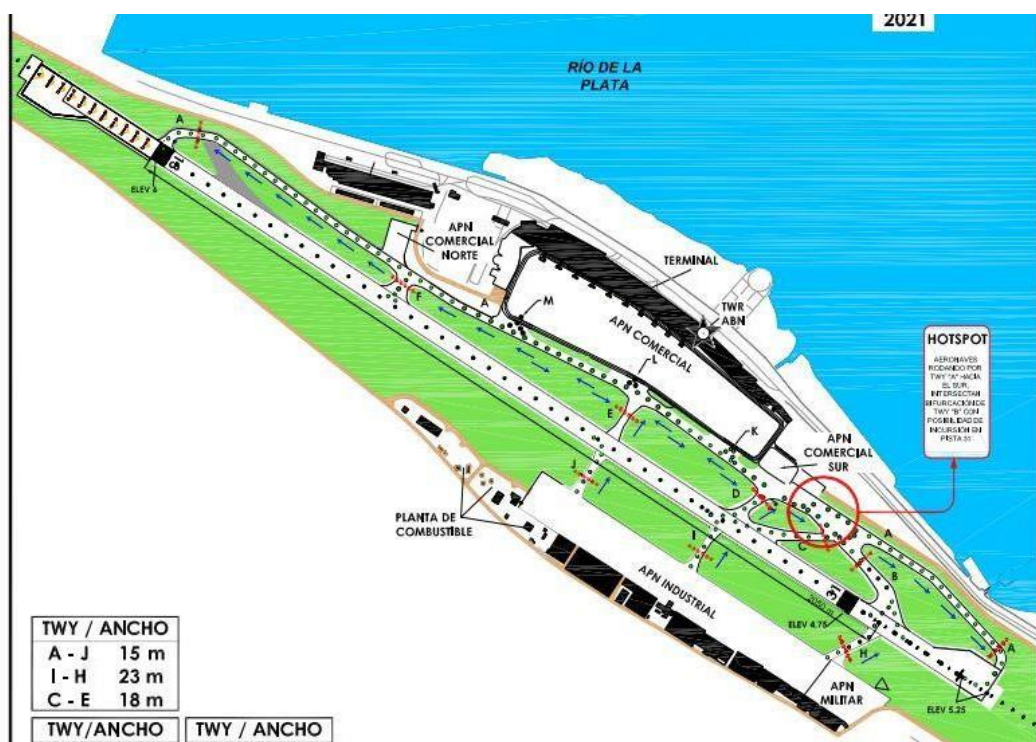 2021
RÍO DE LA
PLATA
A
ELEV 6
APN
COMERCIAL
NORTE
TERMINAL
F
A
M
TWR
ABN
APN COMERCIAL
L
HOTSPOT
AERONAVES
RODANDO POR
TWY "A" HACIA
EL SUR,
INTERSECTAN
BIFURCACIÓN DE
TWY "B" CON
POSIBILIDAD DE
INCURSIÓN EN
PISTA 31
E
K
APN
COMERCIAL
SUR
J
D
PLANTA DE
COMBUSTIBLE
A
C
I
B
APN INDUSTRIAL
31
ELEV 4.75
H
A
APN
MILITAR
ELEV 5.25
TWY / ANCHO
A - J 15 m
I - H 23 m
C - E 18 m
TWY/ANCHO
TWY / ANCHO